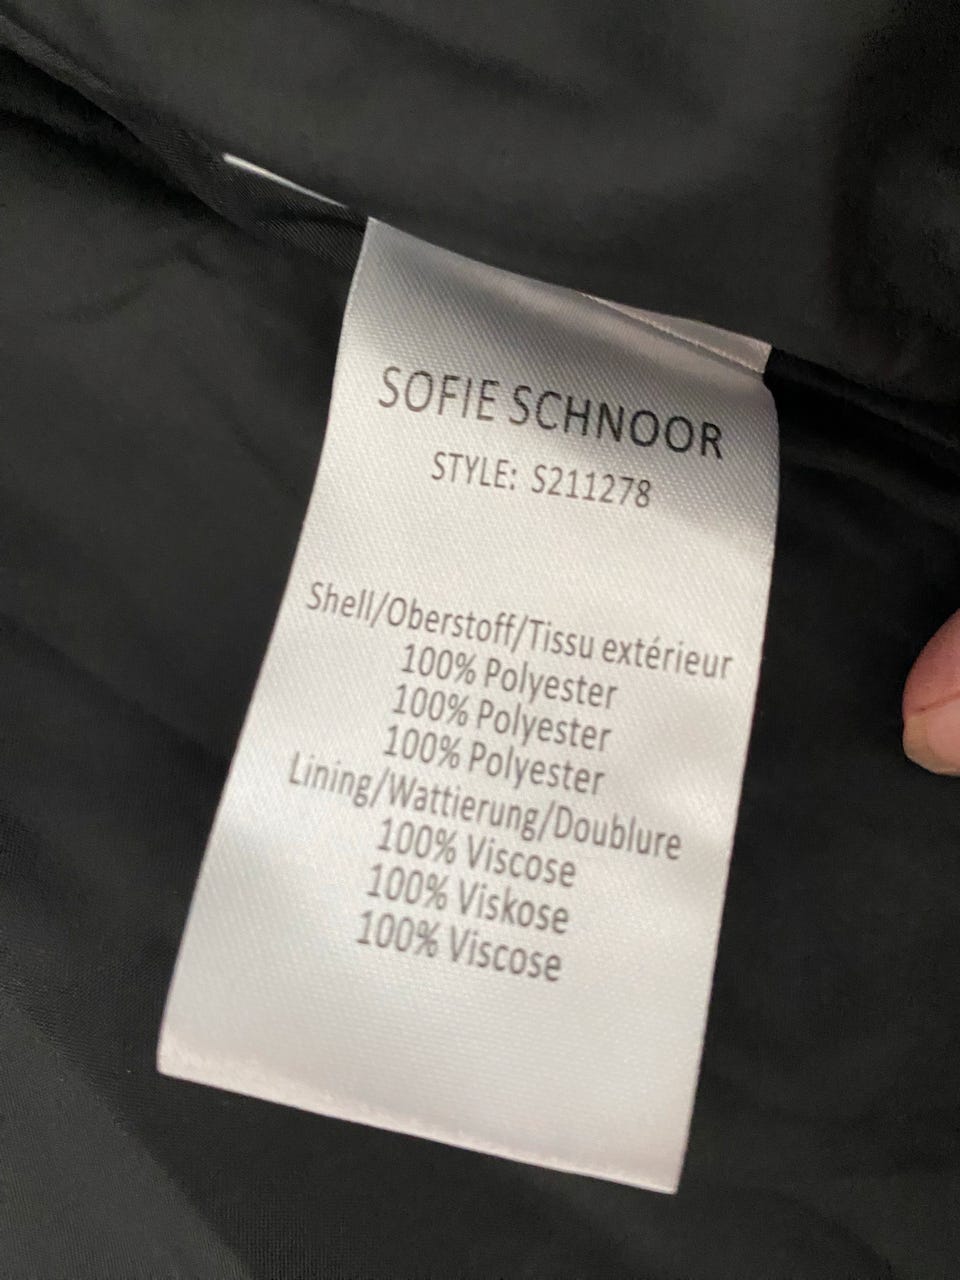 SOFIE SCHNOOR
STYLE: S211278
Shell/Oberstoff/Tissu extérieur
100% Polyester
100% Polyester
100% Polyester
Lining/Wattierung/Doublure
100% Viscose
100% Viskose
100% Viscose